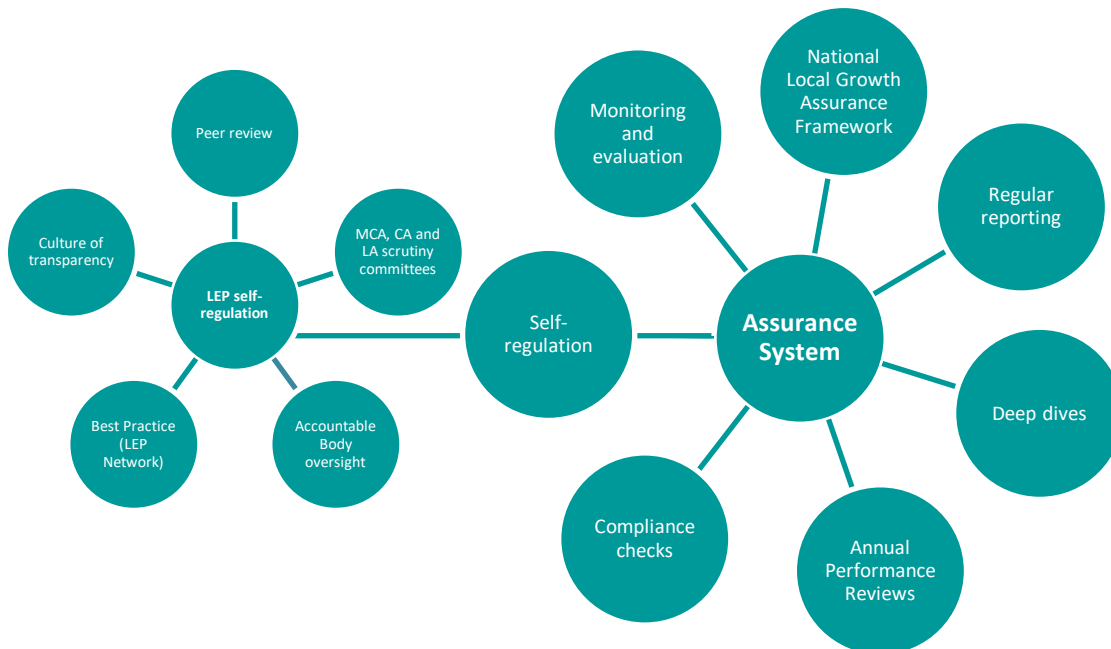 Peer review
Culture of
transparency
MCA, CA and
LA scrutiny
committees
LEP self-
regulation
Best Practice
(LEP
Network)
Accountable
Body
oversight
Self-
regulation
Monitoring
and
evaluation
National
Local Growth
Assurance
Framework
Regular
reporting
Assurance
System
Deep dives
Compliance
checks
Annual
Performance
Reviews